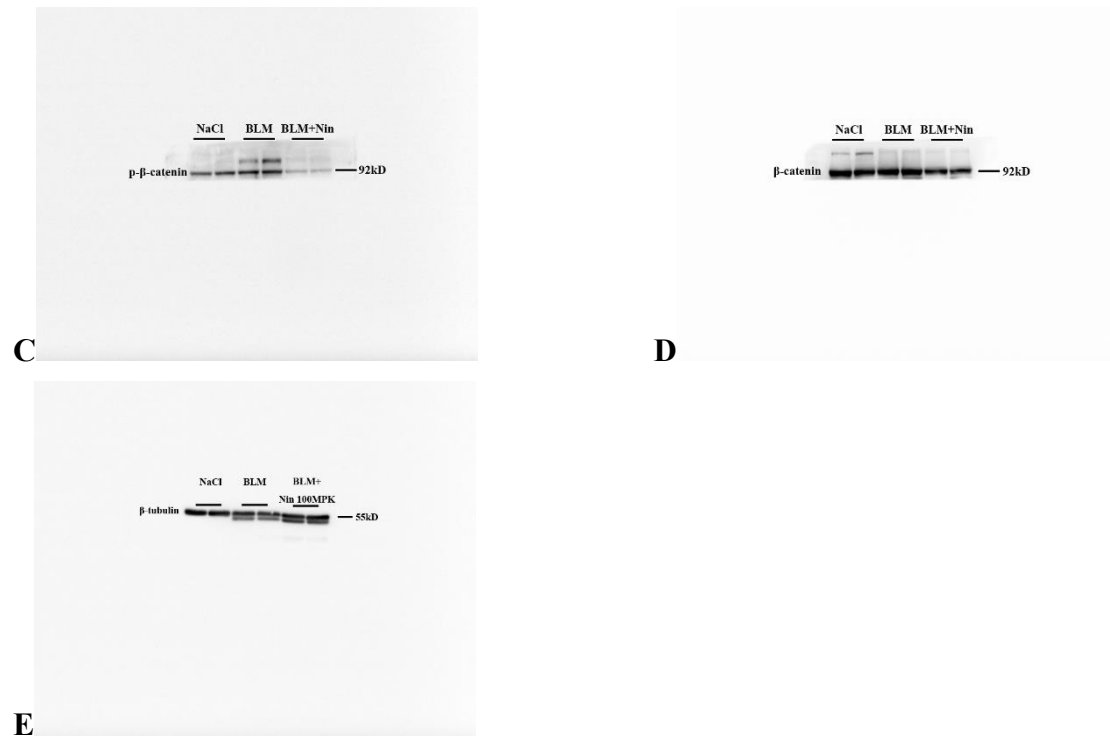 NaCl BLM BLM+Nin
p-β-catenin 92kD
C
NaCl BLM BLM+Nin
β-catenin 92kD
D
NaCl BLM BLM+
Nin 100MPK
β-tubulin 55kD
E